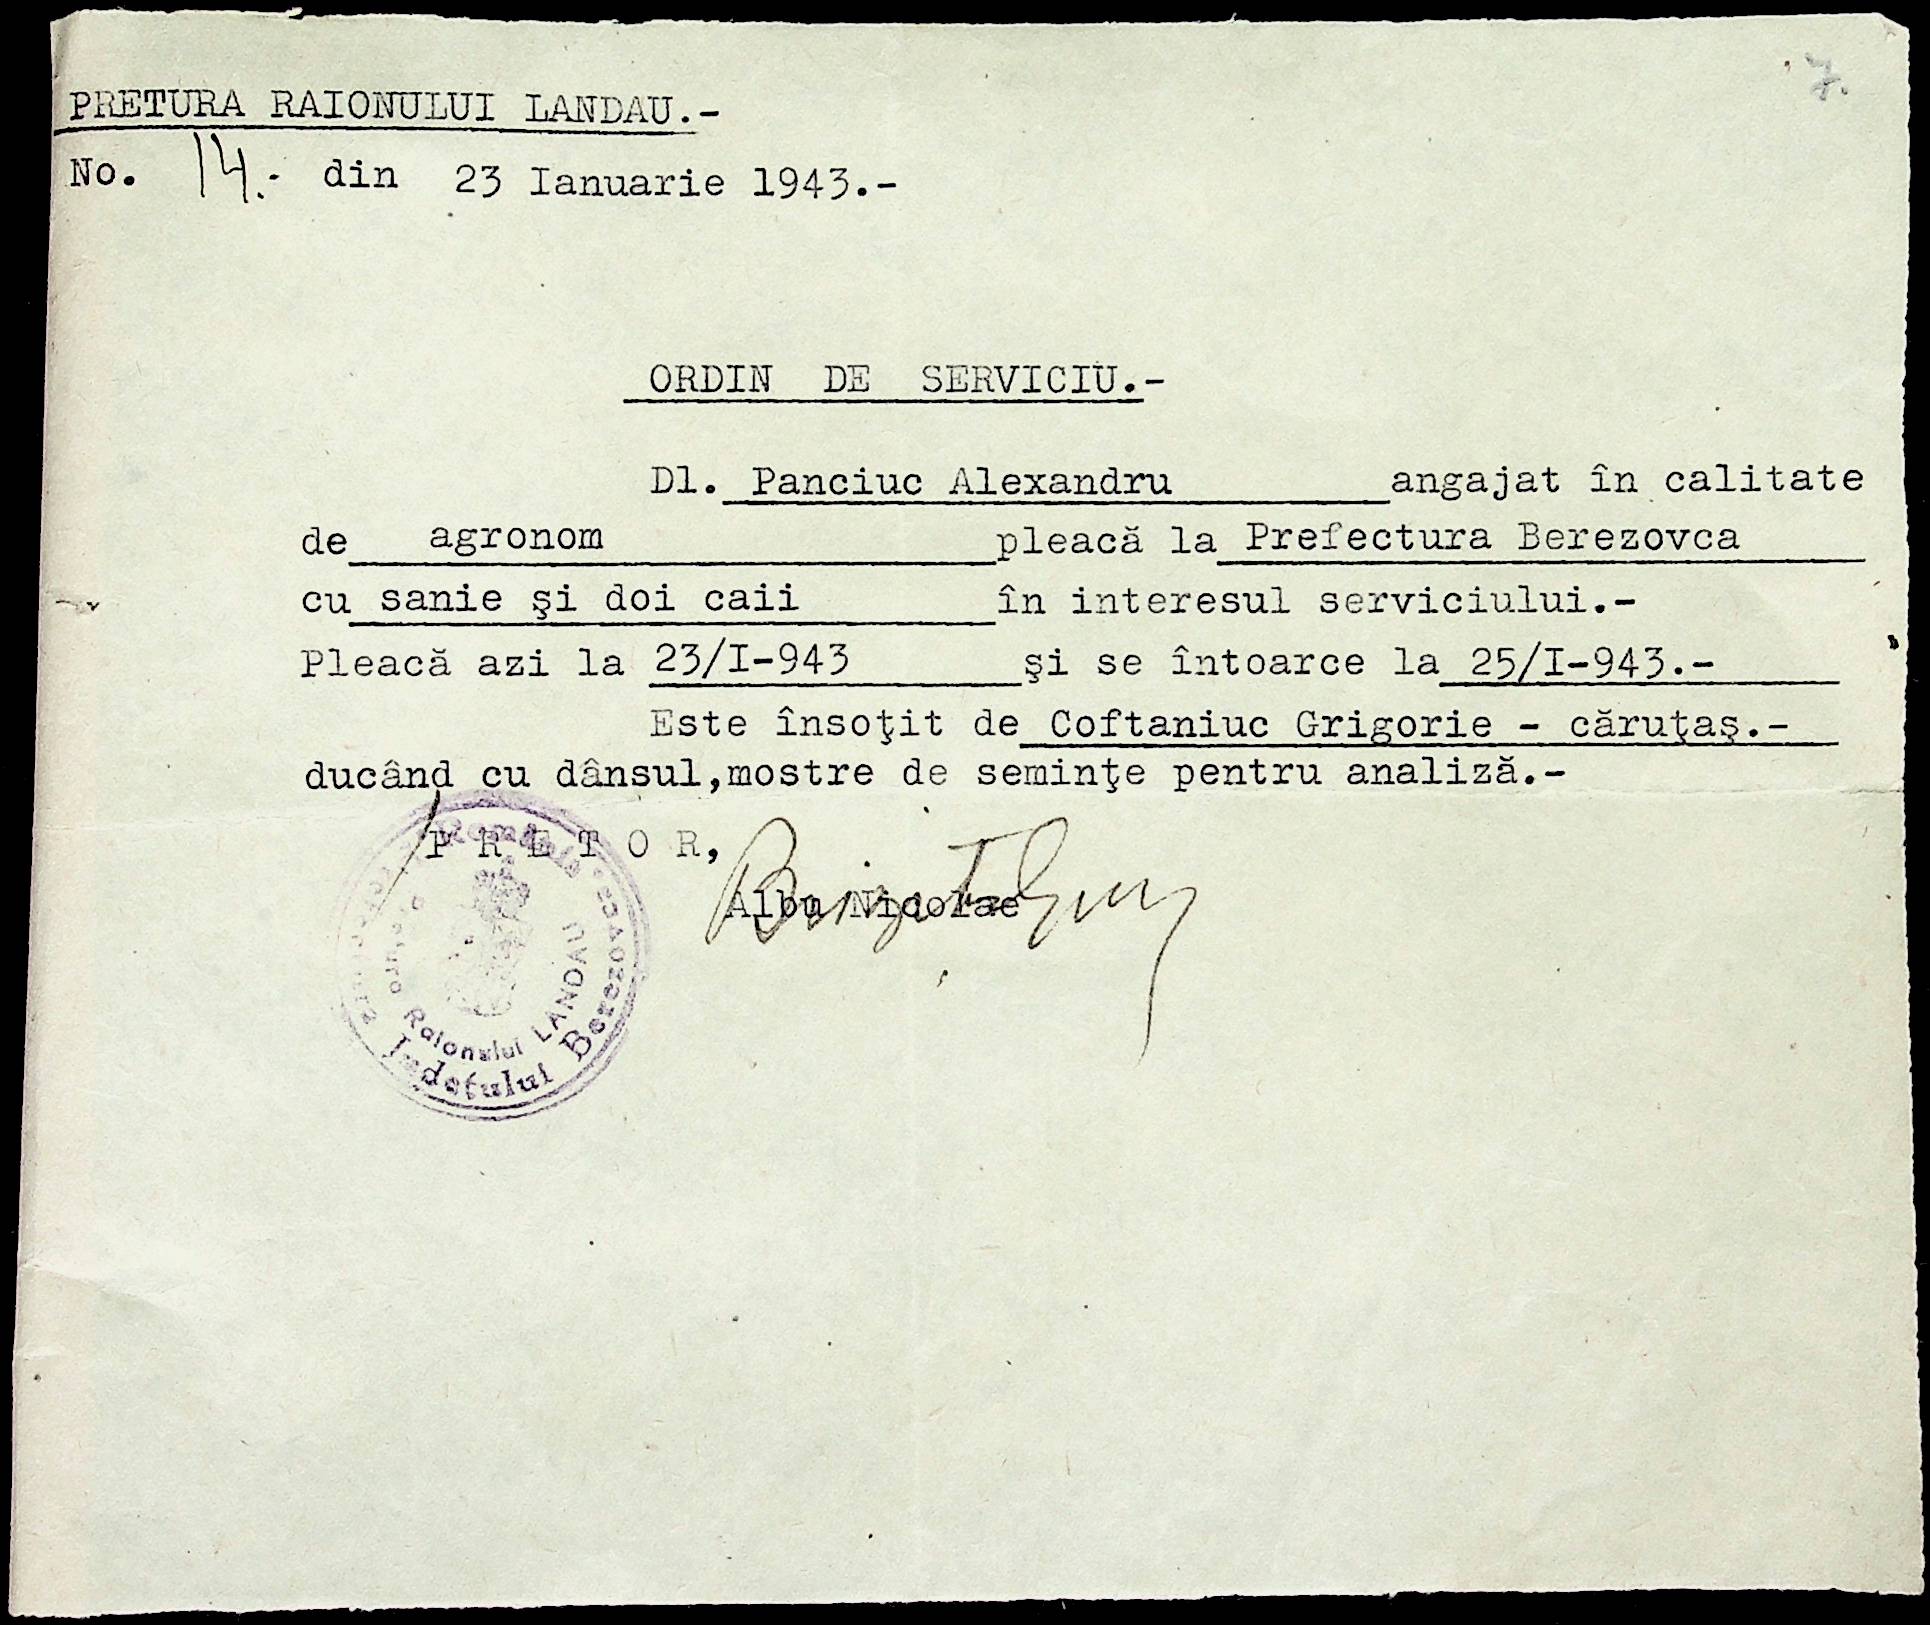 7.
PRETURA RAIONULUI LANDAU.-
No. 14.- din 23 Ianuarie 1943.-
ORDIN DE SERVICIU.-
Dl. Panciuc Alexandru angajat în calitate
de agronom pleacă la Prefectura Berezovca
cu sanie şi doi caii în interesul serviciului.-
Pleacă azi la 23/I-943 şi se întoarce la 25/I-943.-
Este însoţit de Coftaniuc Grigorie - căruţaş.-
ducând cu dânsul,mostre de seminţe pentru analiză.-
P R E T O R,
Albu Nicolae
România
Judeţului Berezovca
Pretura Raionului LANDAU